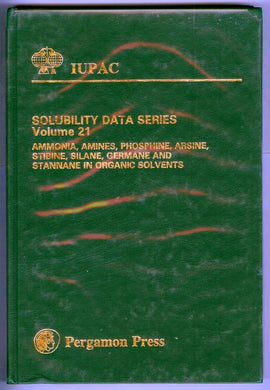 IUPAC
SOLUBILITY DATA SERIES
Volume 21
AMMONIA, AMINES, PHOSPHINE, ARSINE,
STIBINE, SILANE, GERMANE AND
STANNANE IN ORGANIC SOLVENTS
Pergamon Press